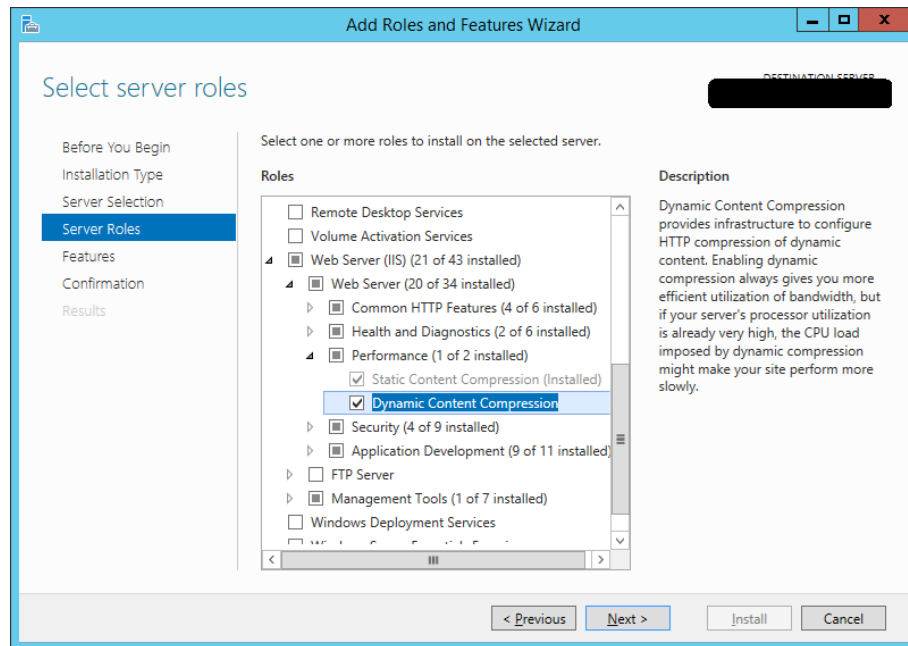 Add Roles and Features Wizard
Select server roles
DESTINATION SERVER
Before You Begin
Installation Type
Server Selection
Server Roles
Features
Confirmation
Results
Select one or more roles to install on the selected server.
Roles
Remote Desktop Services
Volume Activation Services
Web Server (IIS) (21 of 43 installed)
Web Server (20 of 34 installed)
Common HTTP Features (4 of 6 installed)
Health and Diagnostics (2 of 6 installed)
Performance (1 of 2 installed)
Static Content Compression (Installed)
Dynamic Content Compression
Security (4 of 9 installed)
Application Development (9 of 11 installed)
FTP Server
Management Tools (1 of 7 installed)
Windows Deployment Services
Description
Dynamic Content Compression
provides infrastructure to configure
HTTP compression of dynamic
content. Enabling dynamic
compression always gives you more
efficient utilization of bandwidth, but
if your server's processor utilization
is already very high, the CPU load
imposed by dynamic compression
might make your site perform more
slowly.
< Previous
Next >
Install
Cancel